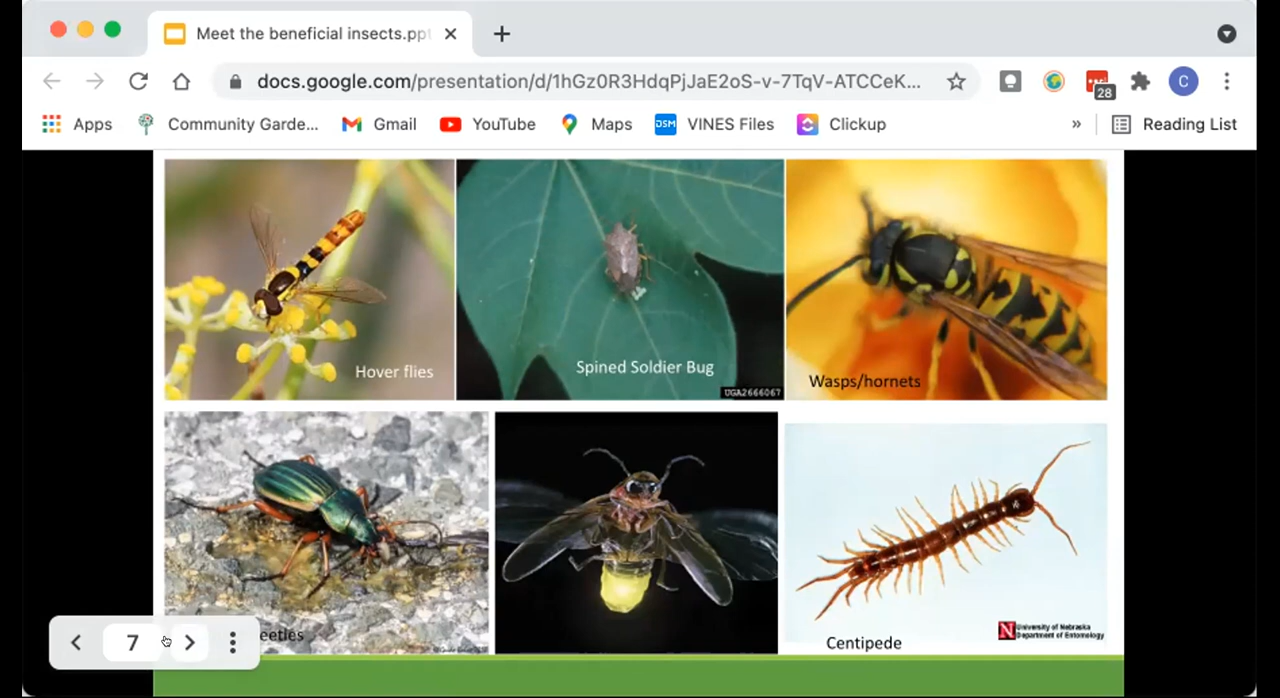 Meet the beneficial insects.pp
docs.google.com/presentation/d/1hGz0R3HdqPjJaE2oS-v-7TqV-ATCCeK...
28
C
Apps
Community Garde...
Gmail
YouTube
Maps
DSM
VINES Files
Clickup
»
Reading List
Hover flies
Spined Soldier Bug
UGA2666067
Wasps/hornets
eetles
Centipede
N
University of Nebraska
Department of Entomology
7